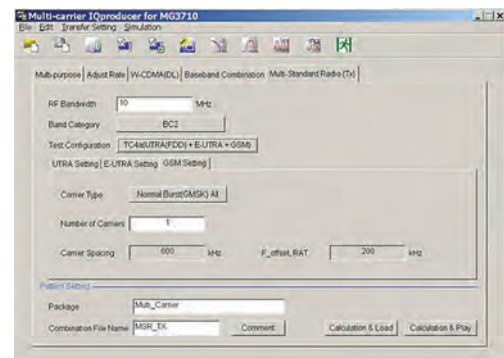 Multi-carrier IQproducer for MG3710
File Edit Transfer Setting Simulation
Multi-purpose Adjust Rate W-CDMA(DL) Baseband Combination Multi-Standard Radio (Tx)
RF Bandwidth 10 MHz
Band Category BC2
Test Configuration TC4a(UTRA(FDD) + E-UTRA + GSM)
UTRA Setting E-UTRA Setting GSM Setting
Carrier Type Normal Burst(GMSK) All
Number of Carriers 1
Carrier Spacing 600 kHz F_offset, RAT 200 kHz
Pattern Setting
Package Multi_Carrier
Combination File Name MSR_TX Comment Calculation & Load Calculation & Play